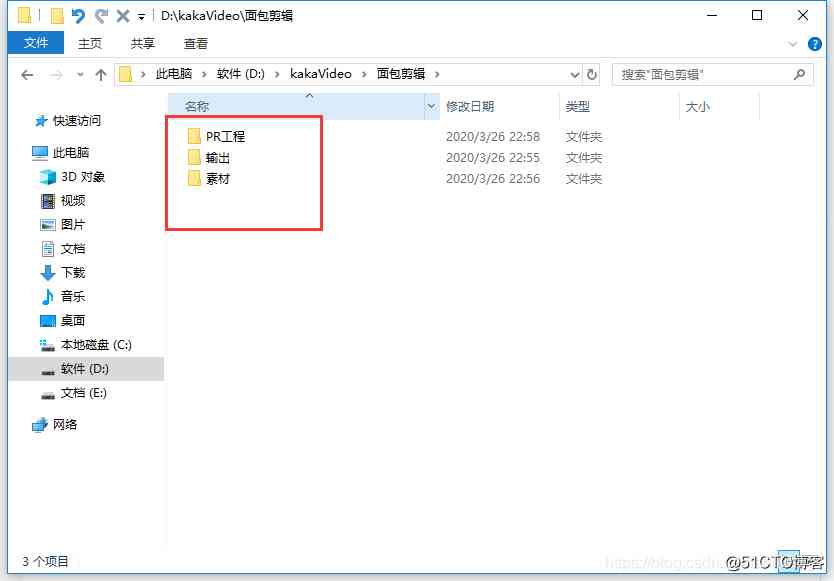 D:\kakaVideo\面包剪辑
文件 主页 共享 查看
此电脑 软件 (D:) kakaVideo 面包剪辑 搜索"面包剪辑"
名称 修改日期 类型 大小
PR工程 2020/3/26 22:58 文件夹
输出 2020/3/26 22:55 文件夹
素材 2020/3/26 22:56 文件夹
快速访问
此电脑
3D 对象
视频
图片
文档
下载
音乐
桌面
本地磁盘 (C:)
软件 (D:)
文档 (E:)
网络
3 个项目
https://blog.csdn. @51CTO博客